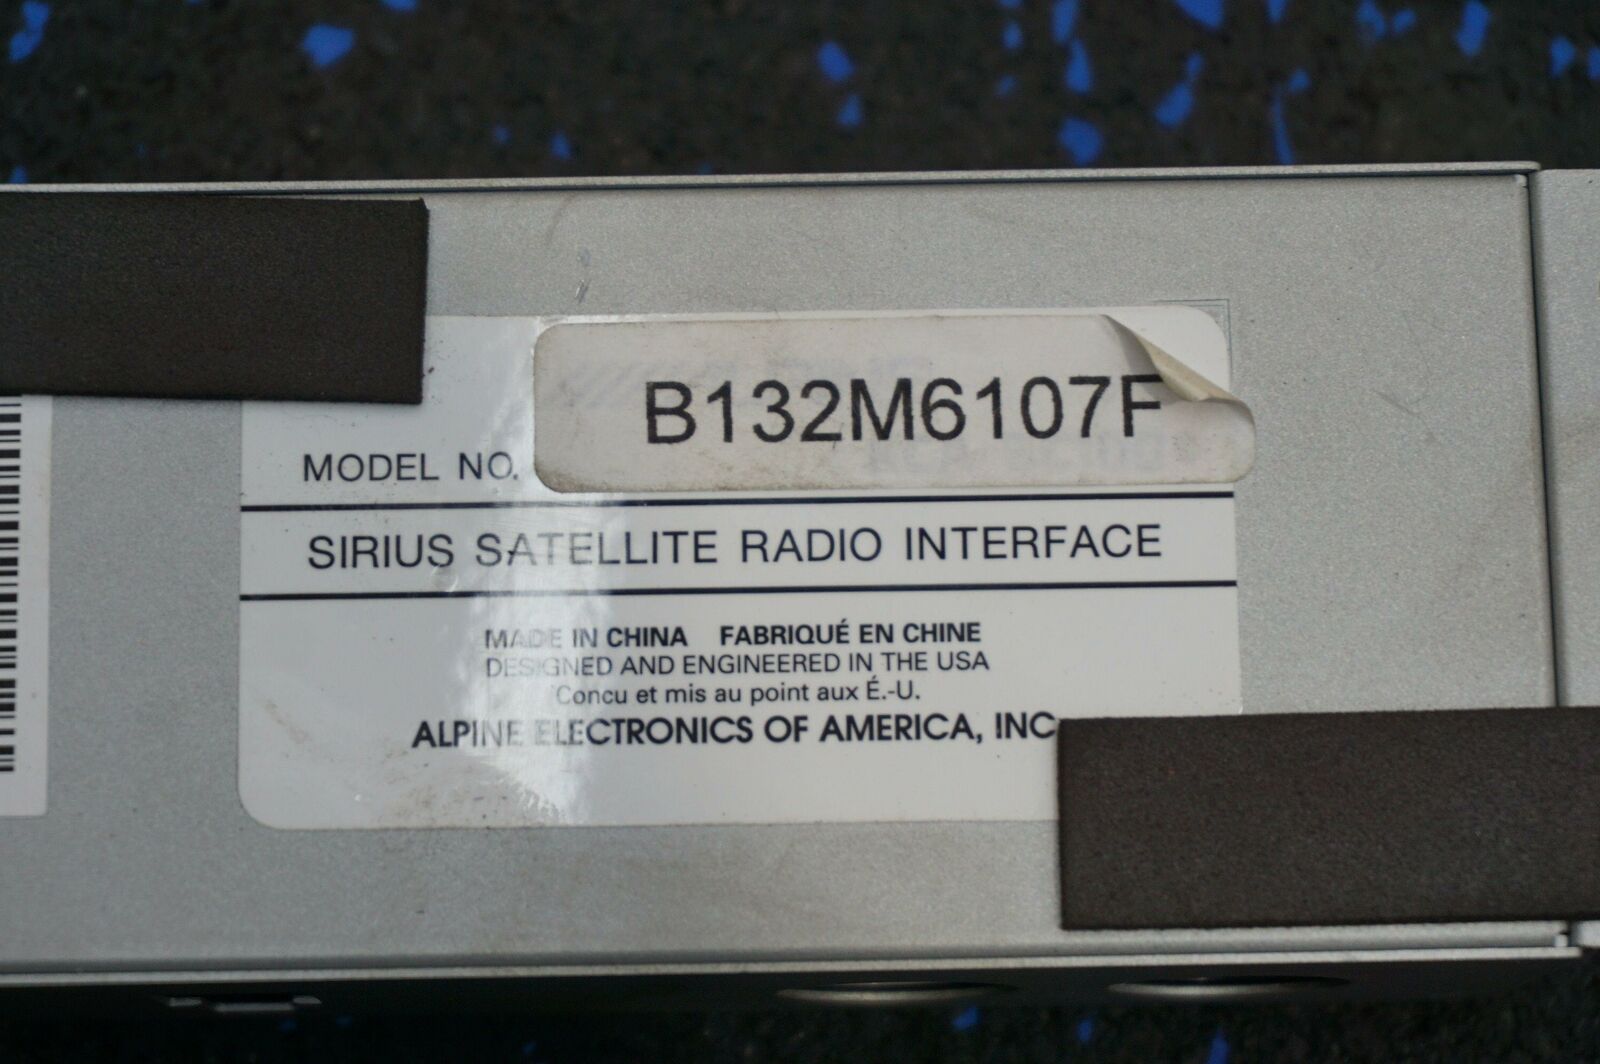 B132M6107F
MODEL NO.
SIRIUS SATELLITE RADIO INTERFACE
MADE IN CHINA FABRIQUÉ EN CHINE
DESIGNED AND ENGINEERED IN THE USA
Concu et mis au point aux É.-U.
ALPINE ELECTRONICS OF AMERICA, INC